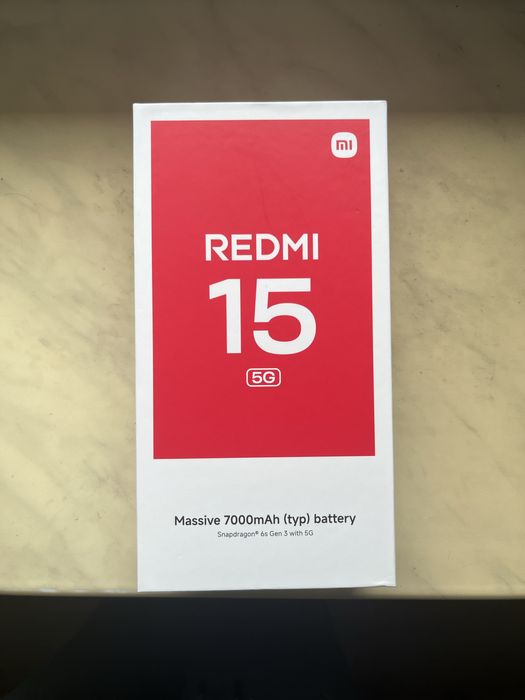 mi
REDMI
15
5G
Massive 7000mAh (typ) battery
Snapdragon® 6s Gen 3 with 5G